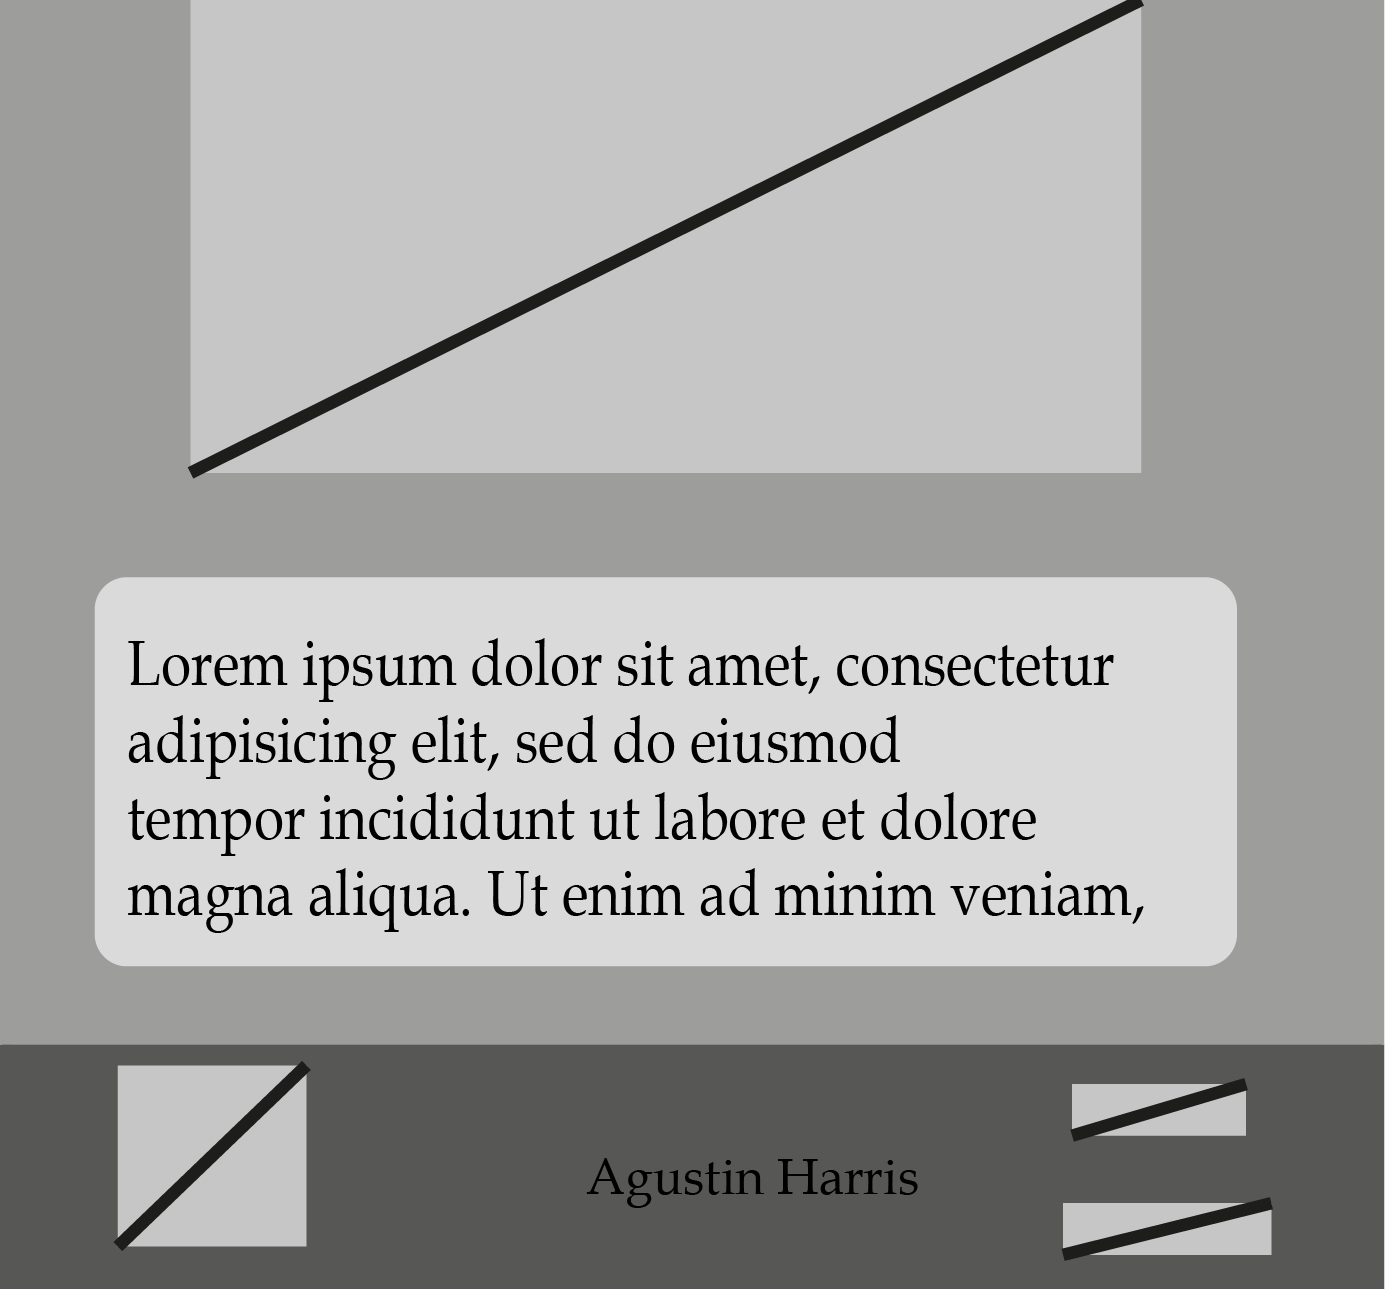 Lorem ipsum dolor sit amet, consectetur
adipisicing elit, sed do eiusmod
tempor incididunt ut labore et dolore
magna aliqua. Ut enim ad minim veniam,
Agustin Harris